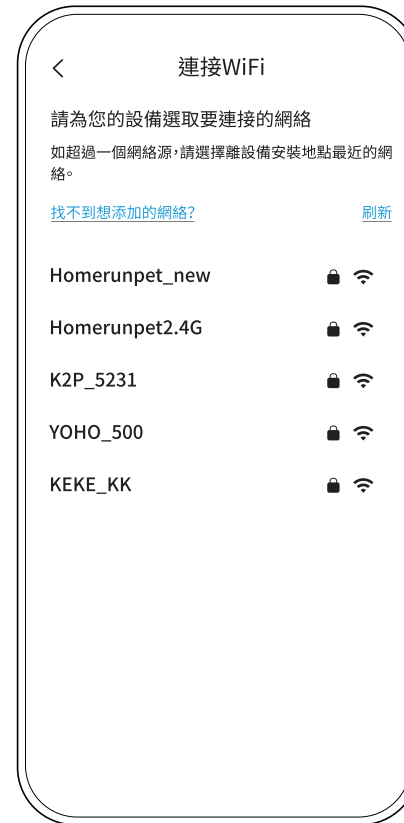 連接WiFi
請為您的設備選取要連接的網絡
如超過一個網絡源,請選擇離設備安裝地點最近的網
絡。
找不到想添加的網絡? 刷新
Homerunpet_new
Homerunpet2.4G
K2P_5231
YOHO_500
KEKE_KK